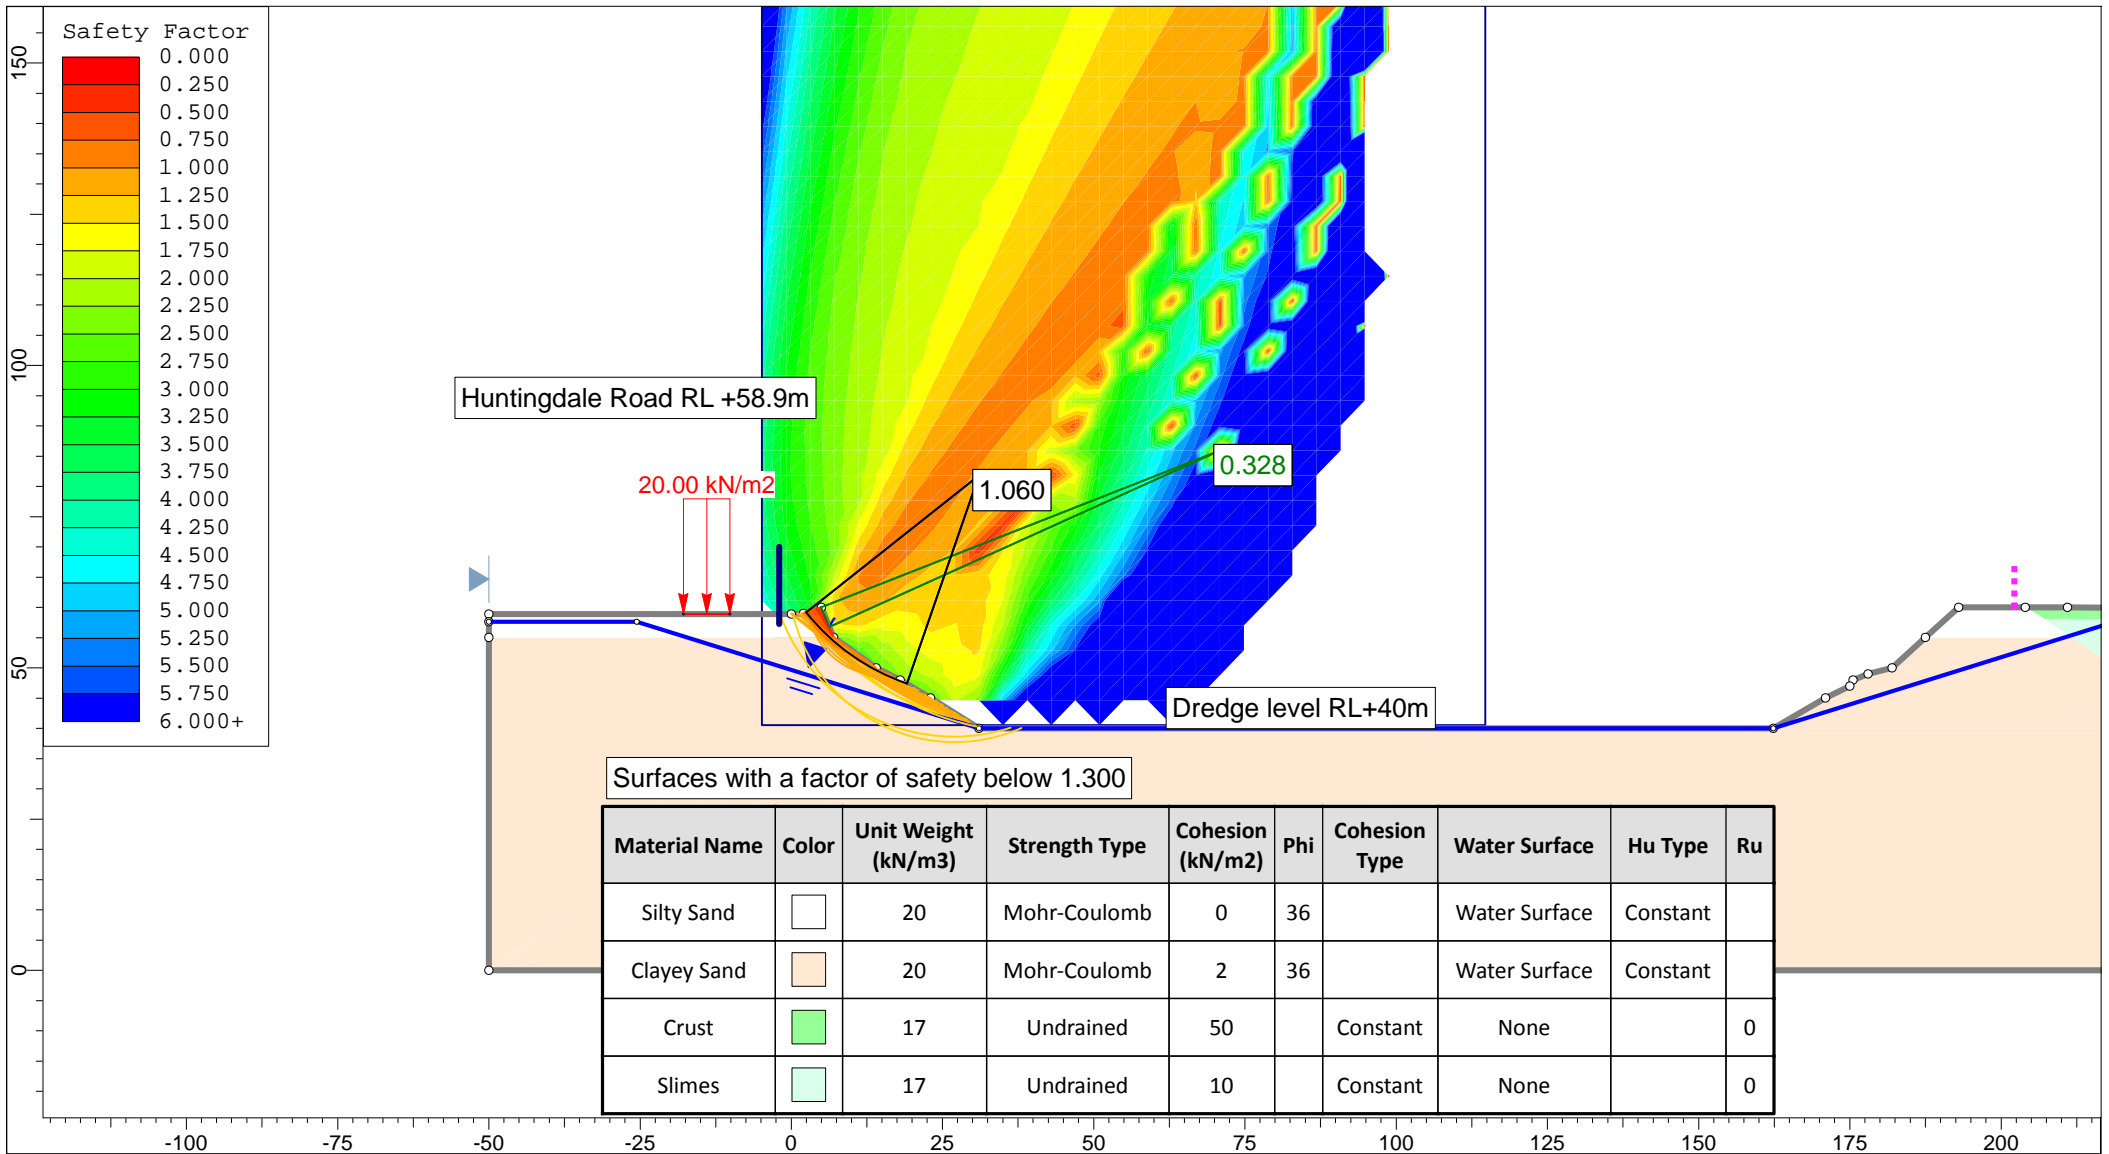 Safety Factor
0.000
0.250
0.500
0.750
1.000
1.250
1.500
1.750
2.000
2.250
2.500
2.750
3.000
3.250
3.500
3.750
4.000
4.250
4.500
4.750
5.000
5.250
5.500
5.750
6.000+
150
100
50
0
Huntingdale Road RL +58.9m
20.00 kN/m2
1.060
0.328
Dredge level RL+40m
Surfaces with a factor of safety below 1.300
Material Name Color Unit Weight (kN/m3) Strength Type Cohesion (kN/m2) Phi Cohesion Type Water Surface Hu Type Ru
Silty Sand 20 Mohr-Coulomb 0 36 Water Surface Constant
Clayey Sand 20 Mohr-Coulomb 2 36 Water Surface Constant
Crust 17 Undrained 50 Constant None 0
Slimes 17 Undrained 10 Constant None 0
-100 -75 -50 -25 0 25 50 75 100 125 150 175 200